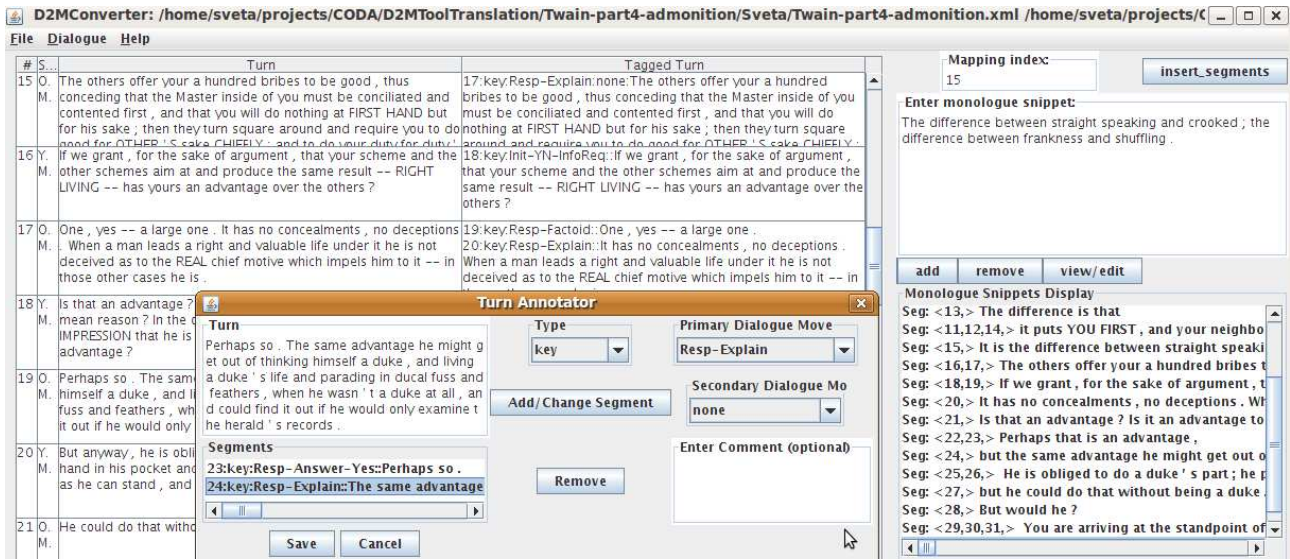 D2MConverter: /home/sveta/projects/CODA/D2MToolTranslation/Twain-part4-admonition/Sveta/Twain-part4-admonition.xml /home/sveta/projects/C
File Dialogue Help
# S... Turn Tagged Turn
15 O. M.
The others offer your a hundred bribes to be good , thus
conceding that the Master inside of you must be conciliated and
contented first , and that you will do nothing at FIRST HAND but
for his sake ; then they turn square around and require you to do
good for OTHER ' S sake CHIEFLY ; and to do your duty for duty '
17:key:Resp-Explain:none:The others offer your a hundred
bribes to be good , thus conceding that the Master inside of you
must be conciliated and contented first , and that you will do
nothing at FIRST HAND but for his sake ; then they turn square
around and require you to do good for OTHER ' S sake CHIEFLY ;
16 Y. M.
If we grant , for the sake of argument , that your scheme and the
other schemes aim at and produce the same result -- RIGHT
LIVING -- has yours an advantage over the others ?
18:key:Init-YN-InfoReq::If we grant , for the sake of argument ,
that your scheme and the other schemes aim at and produce the
same result -- RIGHT LIVING -- has yours an advantage over the
others ?
17 O. M.
One , yes -- a large one . It has no concealments , no deceptions
. When a man leads a right and valuable life under it he is not
deceived as to the REAL chief motive which impels him to it -- in
those other cases he is .
19:key:Resp-Factoid::One , yes -- a large one .
20:key:Resp-Explain::It has no concealments , no deceptions .
When a man leads a right and valuable life under it he is not
deceived as to the REAL chief motive which impels him to it -- in
18 Y. M.
Is that an advantage ?
mean reason ? In the
IMPRESSION that he is
advantage ?
19 O. M.
Perhaps so . The sam
himself a duke , and li
fuss and feathers , wh
it out if he would only
20 Y. M.
But anyway , he is obli
hand in his pocket and
as he can stand , and
21 O. M.
He could do that witho
Turn Annotator
Turn
Perhaps so . The same advantage he might g
et out of thinking himself a duke , and living
a duke ' s life and parading in ducal fuss and
feathers , when he wasn ' t a duke at all , an
d could find it out if he would only examine t
he herald ' s records .
Segments
23:key:Resp-Answer-Yes::Perhaps so .
24:key:Resp-Explain::The same advantage
Save Cancel
Type
key
Primary Dialogue Move
Resp-Explain
Add/Change Segment
Secondary Dialogue Mo
none
Remove
Enter Comment (optional)
Mapping index:
15
insert_segments
Enter monologue snippet:
The difference between straight speaking and crooked ; the
difference between frankness and shuffling .
add remove view/edit
Monologue Snippets Display
Seg: <13,> The difference is that
Seg: <11,12,14,> it puts YOU FIRST , and your neighbo
Seg: <15,> It is the difference between straight speaki
Seg: <16,17,> The others offer your a hundred bribes t
Seg: <18,19,> If we grant , for the sake of argument , t
Seg: <20,> It has no concealments , no deceptions . Wh
Seg: <21,> Is that an advantage ? Is it an advantage to
Seg: <22,23,> Perhaps that is an advantage ,
Seg: <24,> but the same advantage he might get out o
Seg: <25,26,> He is obliged to do a duke ' s part ; he p
Seg: <27,> but he could do that without being a duke .
Seg: <28,> But would he ?
Seg: <29,30,31,> You are arriving at the standpoint of